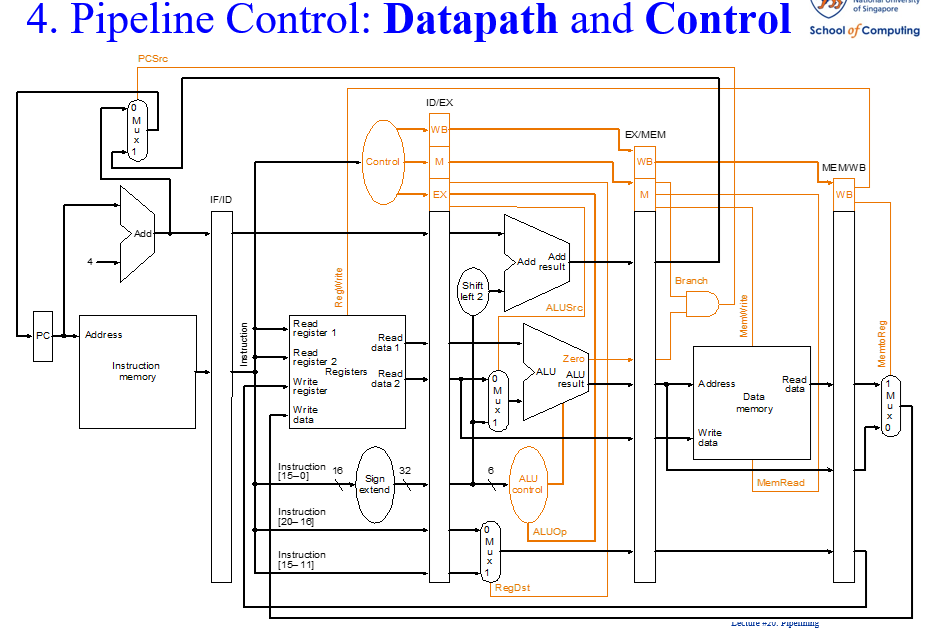 4. Pipeline Control: Datapath and Control
National University
of Singapore
School of Computing
PCSrc
0
M
u
x
1
ID/EX
WB
M
EX
Control
EX/MEM
WB
M
MEM/WB
WB
IF/ID
Add
4
RegWrite
Shift
left 2
Add
Add
result
ALUSrc
Branch
MemWrite
MemtoReg
PC
Address
Instruction
memory
Instruction
Read
register 1
Read
register 2
Write
register
Write
data
Registers
Read
data 1
Read
data 2
0
M
u
x
1
Zero
ALU
ALU
result
Address
Write
data
Read
data
Data
memory
1
M
u
x
0
Instruction
[15–0]
16
Sign
extend
32
6
ALU
control
MemRead
Instruction
[20–16]
ALUOp
0
M
u
x
1
Instruction
[15–11]
RegDst
Lecture #20: Pipelining